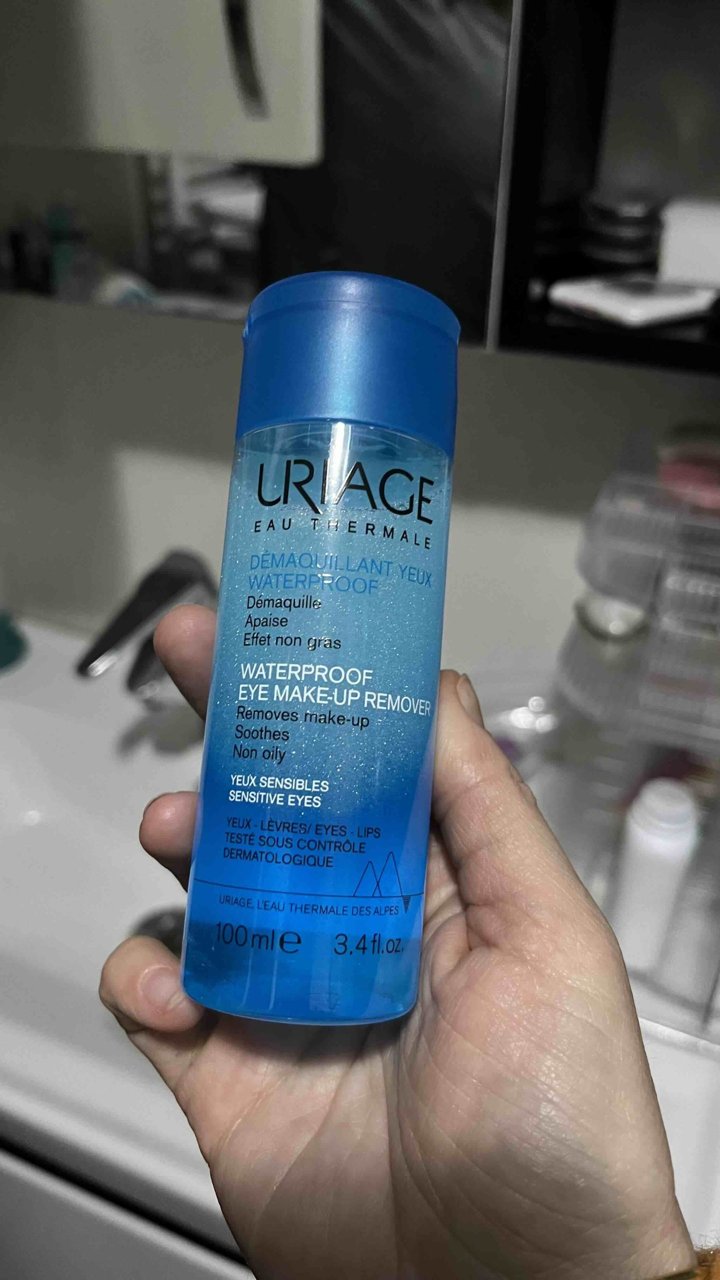 URIAGE
EAU THERMALE
DÉMAQUILLANT YEUX
WATERPROOF
Démaquille
Apaise
Effet non gras
WATERPROOF
EYE MAKE-UP REMOVER
Removes make-up
Soothes
Non oily
YEUX SENSIBLES
SENSITIVE EYES
YEUX - LÈVRES/ EYES - LIPS
TESTÉ SOUS CONTRÔLE
DERMATOLOGIQUE
URIAGE, L'EAU THERMALE DES ALPES
100 ml e 3.4 fl.oz.